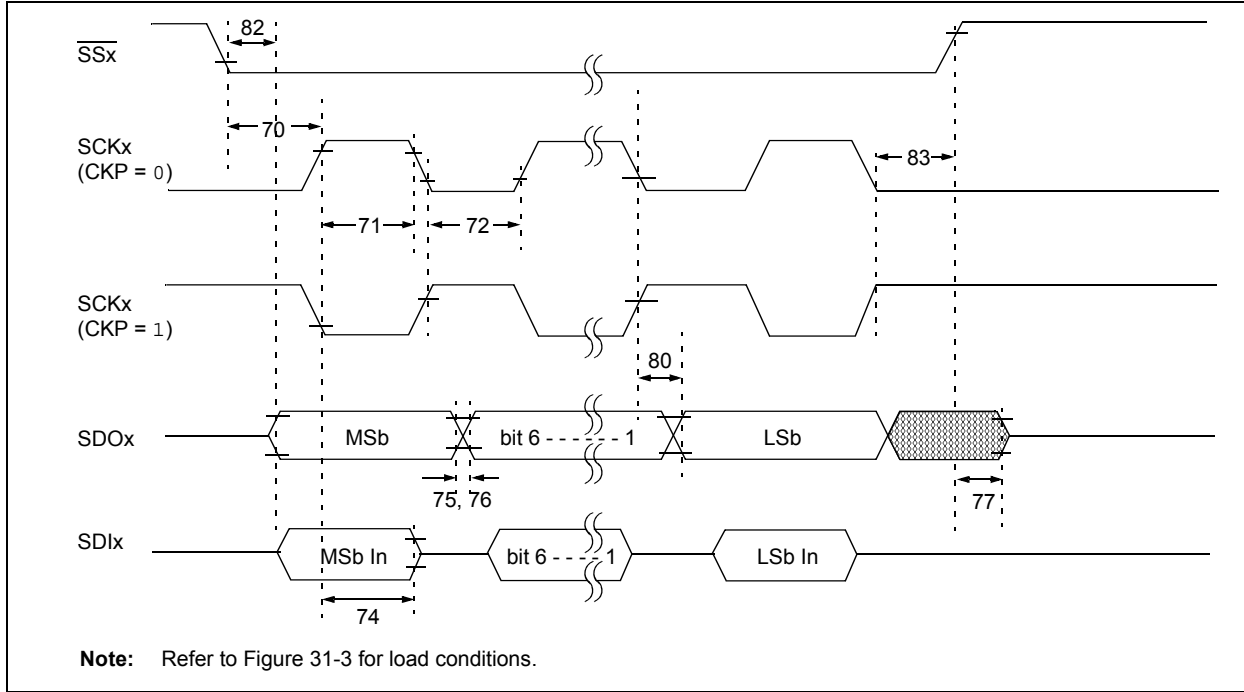 82
SSx
70
SCKx
(CKP = 0)
83
71
72
SCKx
(CKP = 1)
80
SDOx
MSb
bit 6 - - - - - - 1
LSb
75, 76
77
SDIx
MSb In
bit 6 - - - - 1
LSb In
74
Note: Refer to Figure 31-3 for load conditions.